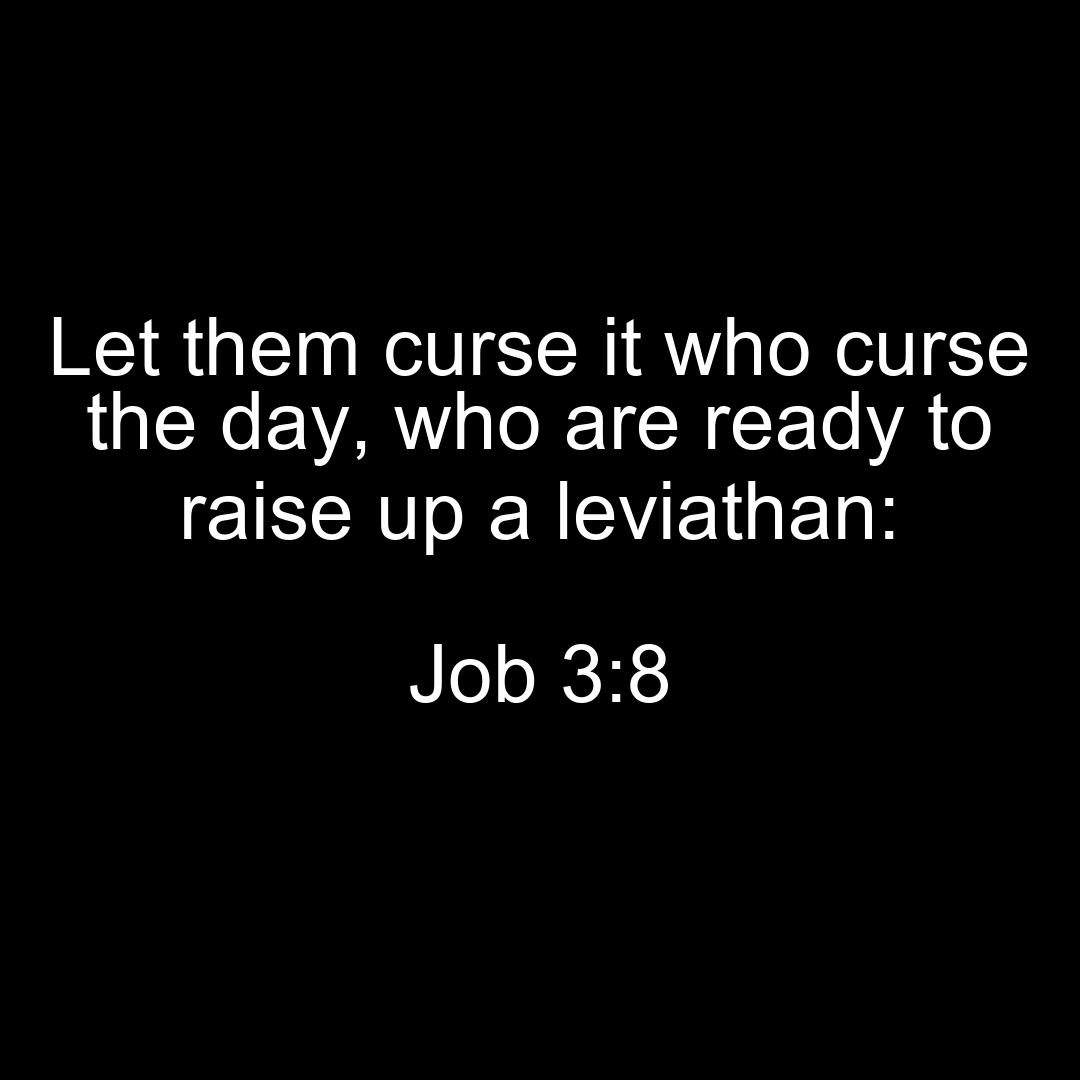 Let them curse it who curse
the day, who are ready to
raise up a leviathan:
Job 3:8